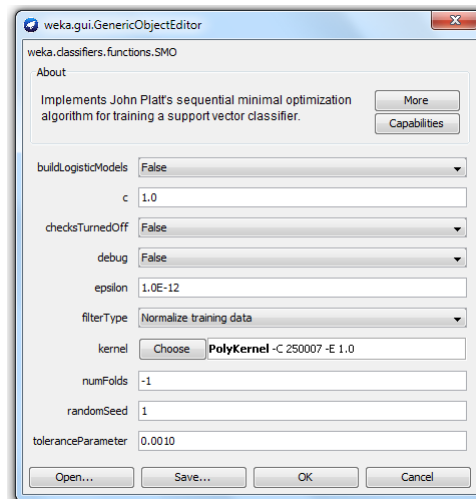 weka.gui.GenericObjectEditor
weka.classifiers.functions.SMO
About
Implements John Platt's sequential minimal optimization
algorithm for training a support vector classifier.
More
Capabilities
buildLogisticModels False
c 1.0
checksTurnedOff False
debug False
epsilon 1.0E-12
filterType Normalize training data
kernel Choose PolyKernel -C 250007 -E 1.0
numFolds -1
randomSeed 1
toleranceParameter 0.0010
Open... Save... OK Cancel